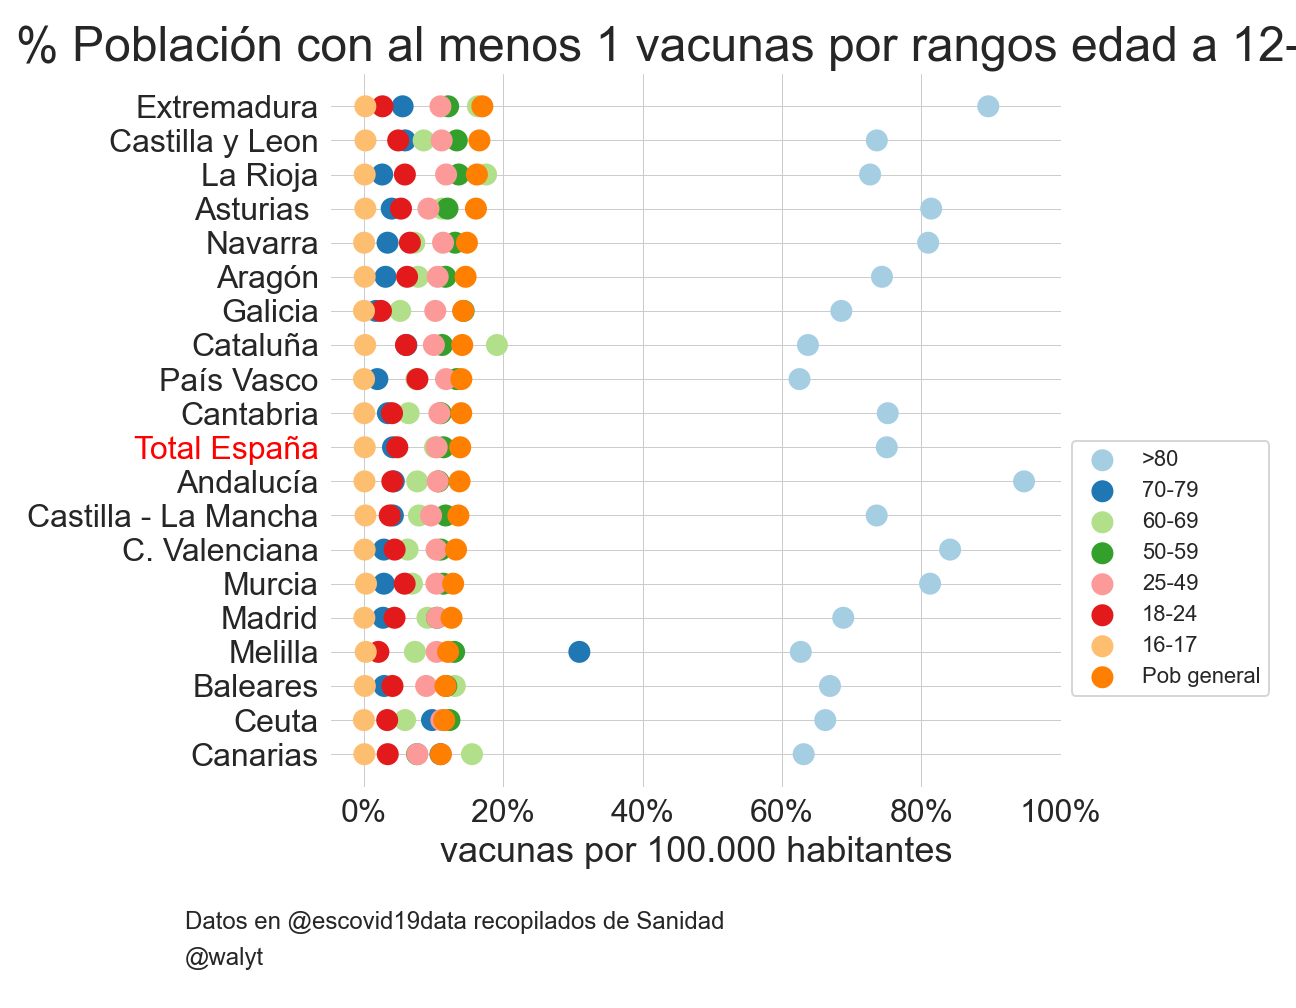 % Población con al menos 1 vacunas por rangos edad a 12-
Extremadura
Castilla y Leon
La Rioja
Asturias
Navarra
Aragón
Galicia
Cataluña
País Vasco
Cantabria
Total España
Andalucía
Castilla - La Mancha
C. Valenciana
Murcia
Madrid
Melilla
Baleares
Ceuta
Canarias
>80
70-79
60-69
50-59
25-49
18-24
16-17
Pob general
0% 20% 40% 60% 80% 100%
vacunas por 100.000 habitantes
Datos en @escovid19data recopilados de Sanidad
@walyt